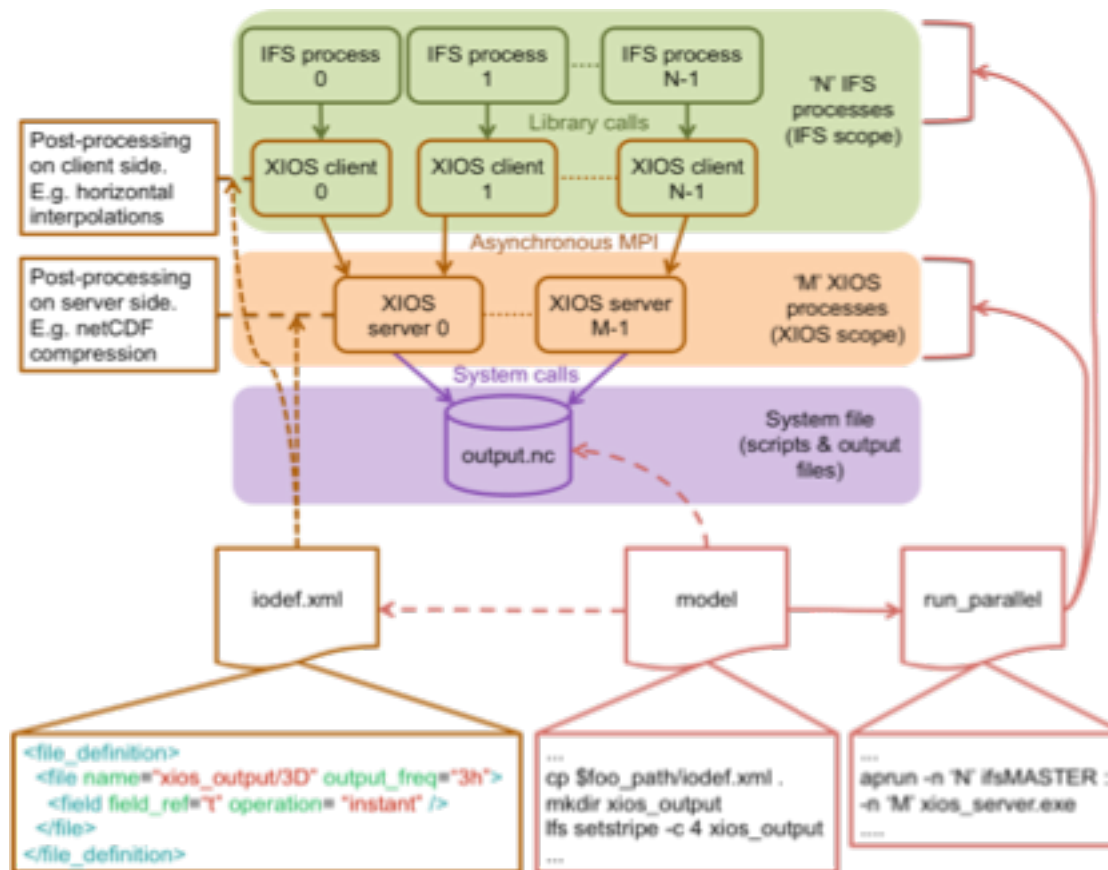 IFS process
0
IFS process
1
IFS process
N-1
'N' IFS
processes
(IFS scope)
Library calls
Post-processing
on client side.
E.g. horizontal
interpolations
XIOS client
0
XIOS client
1
XIOS client
N-1
Asynchronous MPI
Post-processing
on server side.
E.g. netCDF
compression
XIOS
server 0
XIOS server
M-1
'M' XIOS
processes
(XIOS scope)
System calls
output.nc
System file
(scripts & output
files)
iodef.xml
model
run_parallel
<file_definition>
<file name="xios_output/3D" output_freq="3h">
<field field_ref="t" operation= "instant" />
</file>
</file_definition>
...
cp $foo_path/iodef.xml .
mkdir xios_output
lfs setstripe -c 4 xios_output
...
...
aprun -n 'N' ifsMASTER :
-n 'M' xios_server.exe
....